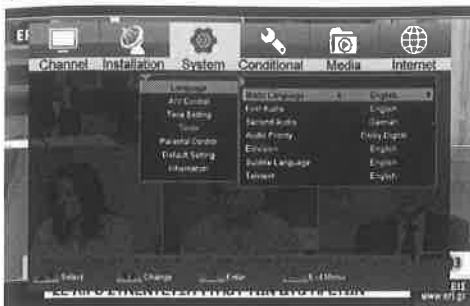 Channel Installation System Conditional Media Internet
Language
A/V Control
Time Setting
Timer
Parental Control
Default Setting
Information
Menu Language English
First Audio English
Second Audio German
Audio Priority Dolby Digital
English
Subtitle Language English
Teletext English
Select Change Enter Exit Menu